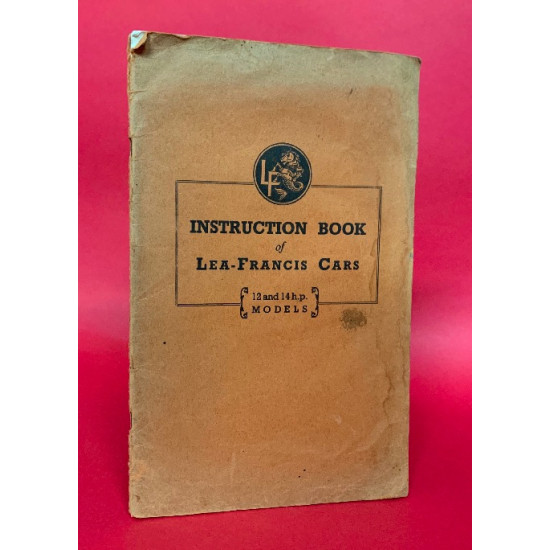 LF
INSTRUCTION BOOK
of
LEA-FRANCIS CARS
12 and 14 h.p.
MODELS